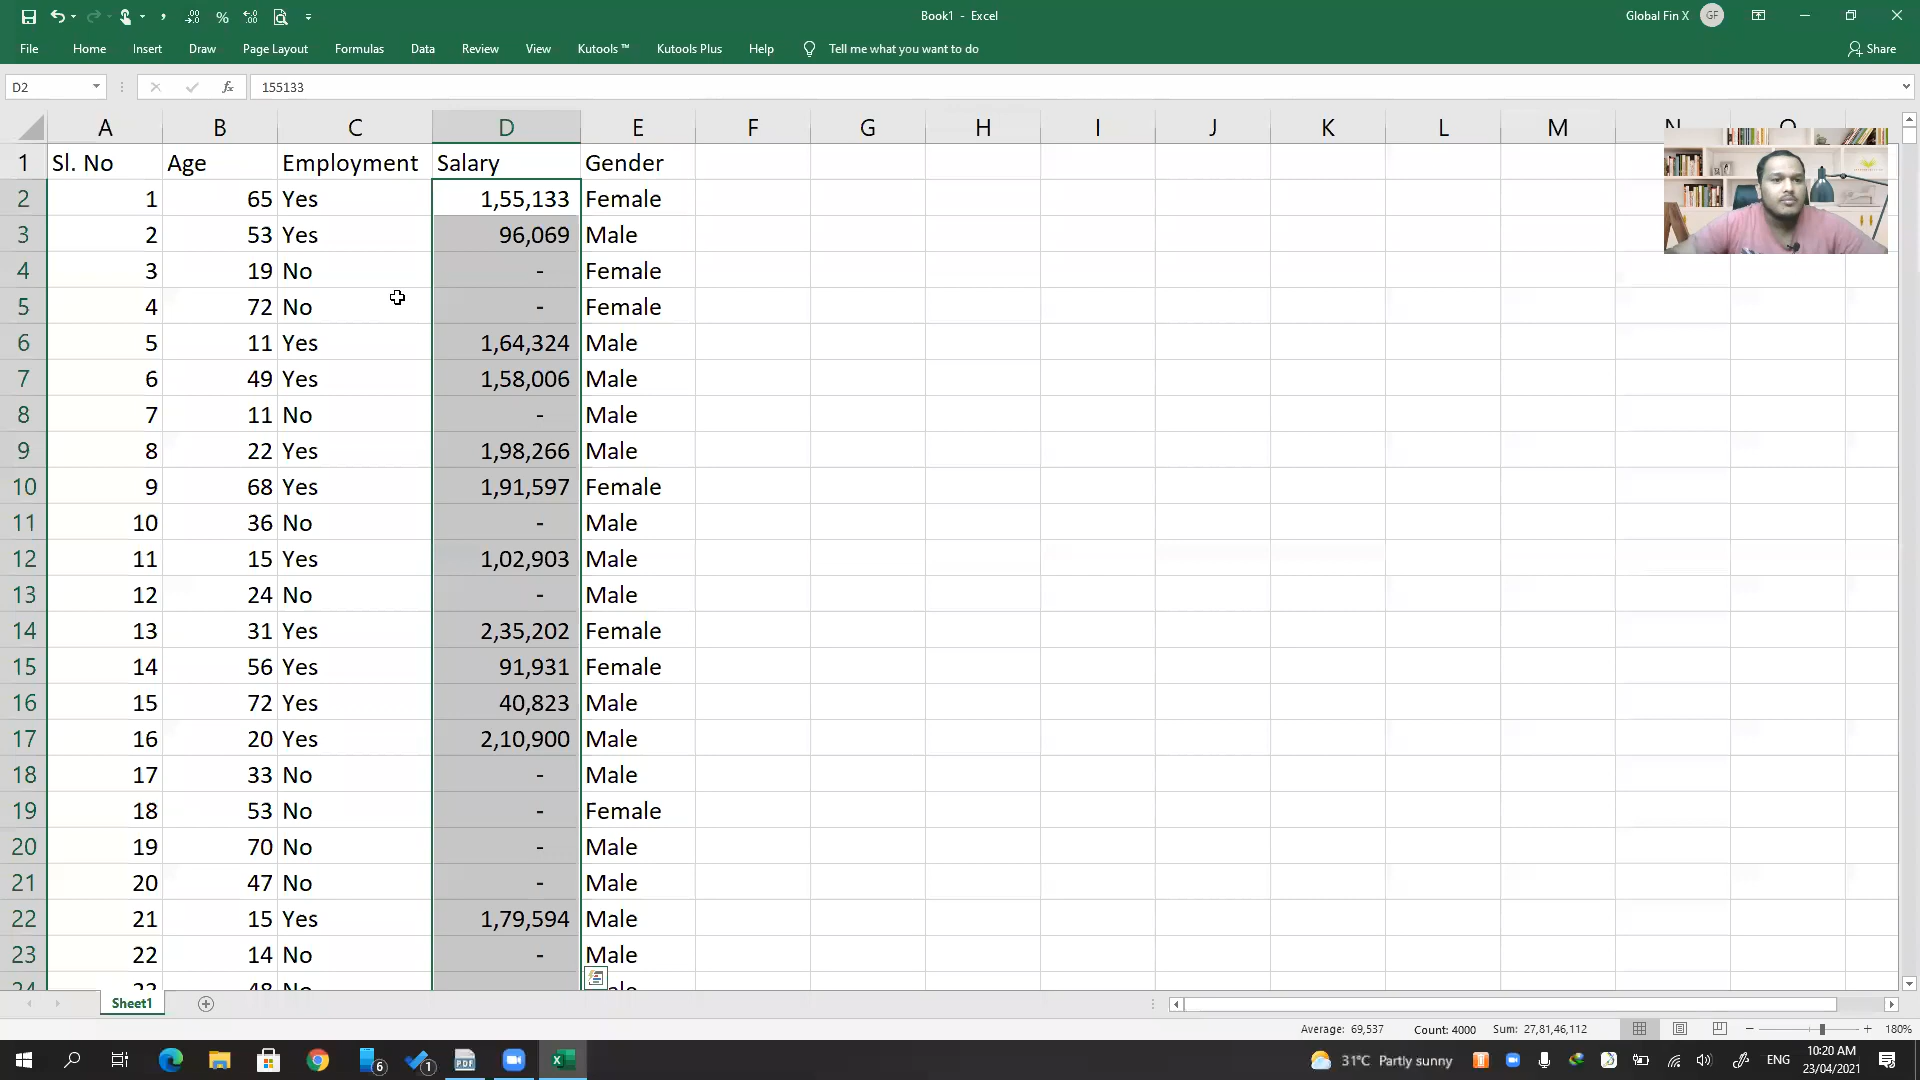 Book1 - Excel
Global Fin X
GF
File Home Insert Draw Page Layout Formulas Data Review View Kutools ™ Kutools Plus Help Tell me what you want to do
Share
D2
fx
155133
A B C D E F G H I J K L M
1 Sl. No Age Employment Salary Gender
2 1 65 Yes 1,55,133 Female
3 2 53 Yes 96,069 Male
4 3 19 No - Female
5 4 72 No - Female
6 5 11 Yes 1,64,324 Male
7 6 49 Yes 1,58,006 Male
8 7 11 No - Male
9 8 22 Yes 1,98,266 Male
10 9 68 Yes 1,91,597 Female
11 10 36 No - Male
12 11 15 Yes 1,02,903 Male
13 12 24 No - Male
14 13 31 Yes 2,35,202 Female
15 14 56 Yes 91,931 Female
16 15 72 Yes 40,823 Male
17 16 20 Yes 2,10,900 Male
18 17 33 No - Male
19 18 53 No - Female
20 19 70 No - Male
21 20 47 No - Male
22 21 15 Yes 1,79,594 Male
23 22 14 No - Male
24 23 48 No
Sheet1
Average: 69,537 Count: 4000 Sum: 27,81,46,112
180%
6
1
PDF
31°C Partly sunny
ENG
10:20 AM
23/04/2021